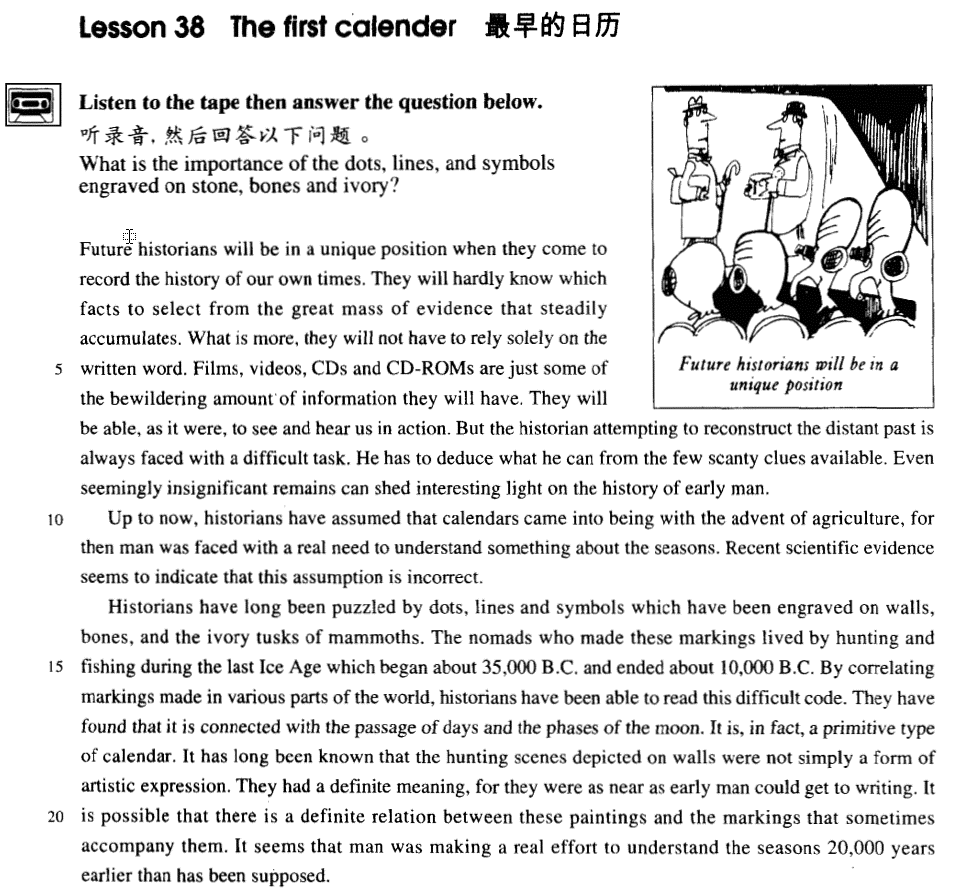 Lesson 38 The first calender 最早的日历
Listen to the tape then answer the question below.
听录音，然后回答以下问题。
What is the importance of the dots, lines, and symbols
engraved on stone, bones and ivory?
Future historians will be in a unique position when they come to
record the history of our own times. They will hardly know which
facts to select from the great mass of evidence that steadily
accumulates. What is more, they will not have to rely solely on the
5 written word. Films, videos, CDs and CD-ROMs are just some of
the bewildering amount of information they will have. They will
be able, as it were, to see and hear us in action. But the historian attempting to reconstruct the distant past is
always faced with a difficult task. He has to deduce what he can from the few scanty clues available. Even
seemingly insignificant remains can shed interesting light on the history of early man.
10 Up to now, historians have assumed that calendars came into being with the advent of agriculture, for
then man was faced with a real need to understand something about the seasons. Recent scientific evidence
seems to indicate that this assumption is incorrect.
Historians have long been puzzled by dots, lines and symbols which have been engraved on walls,
bones, and the ivory tusks of mammoths. The nomads who made these markings lived by hunting and
15 fishing during the last Ice Age which began about 35,000 B.C. and ended about 10,000 B.C. By correlating
markings made in various parts of the world, historians have been able to read this difficult code. They have
found that it is connected with the passage of days and the phases of the moon. It is, in fact, a primitive type
of calendar. It has long been known that the hunting scenes depicted on walls were not simply a form of
artistic expression. They had a definite meaning, for they were as near as early man could get to writing. It
20 is possible that there is a definite relation between these paintings and the markings that sometimes
accompany them. It seems that man was making a real effort to understand the seasons 20,000 years
earlier than has been supposed.
Future historians will be in a
unique position